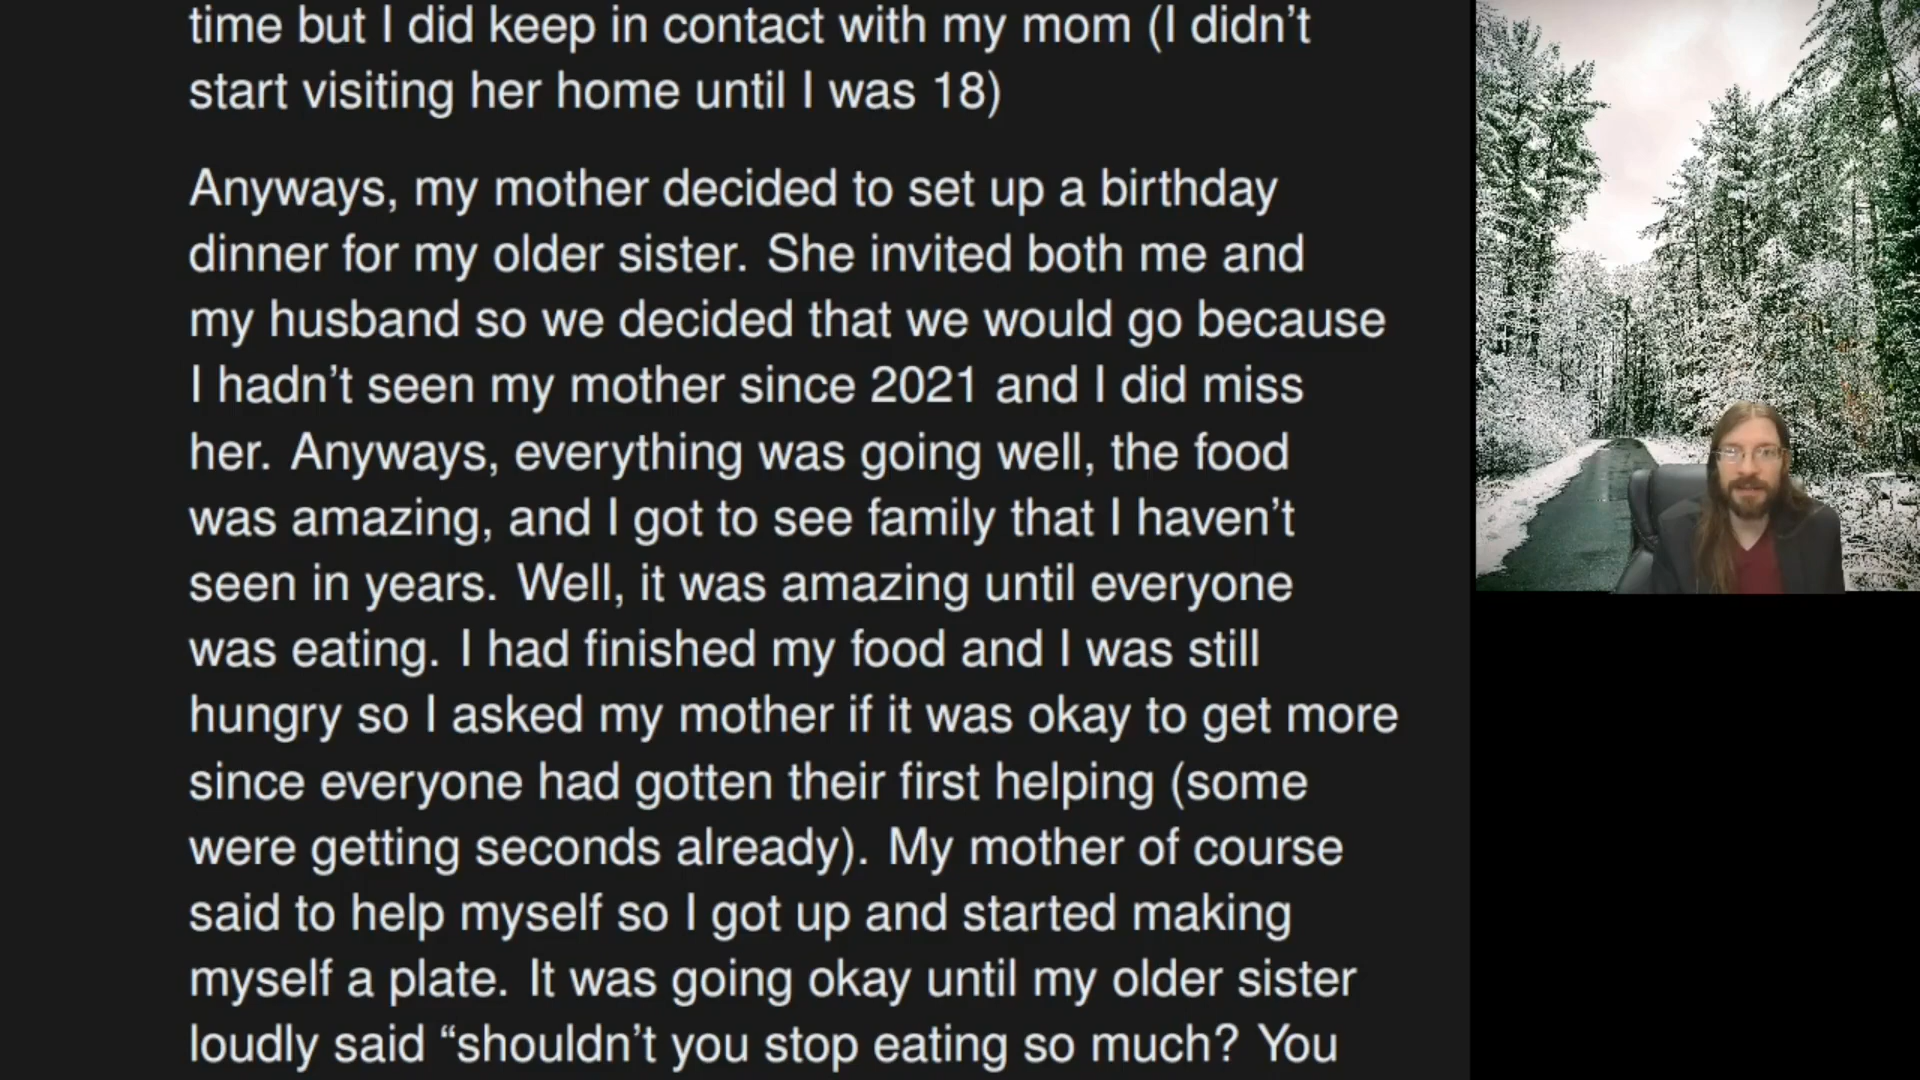 time but I did keep in contact with my mom (I didn’t
start visiting her home until I was 18)
Anyways, my mother decided to set up a birthday
dinner for my older sister. She invited both me and
my husband so we decided that we would go because
I hadn’t seen my mother since 2021 and I did miss
her. Anyways, everything was going well, the food
was amazing, and I got to see family that I haven’t
seen in years. Well, it was amazing until everyone
was eating. I had finished my food and I was still
hungry so I asked my mother if it was okay to get more
since everyone had gotten their first helping (some
were getting seconds already). My mother of course
said to help myself so I got up and started making
myself a plate. It was going okay until my older sister
loudly said “shouldn’t you stop eating so much? You